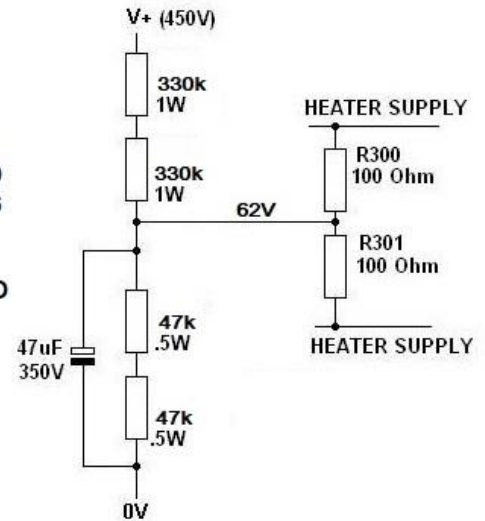 V+ (450V)
330k
1W
330k
1W
62V
HEATER SUPPLY
R300
100 Ohm
R301
100 Ohm
HEATER SUPPLY
47uF
350V
47k
.5W
47k
.5W
0V